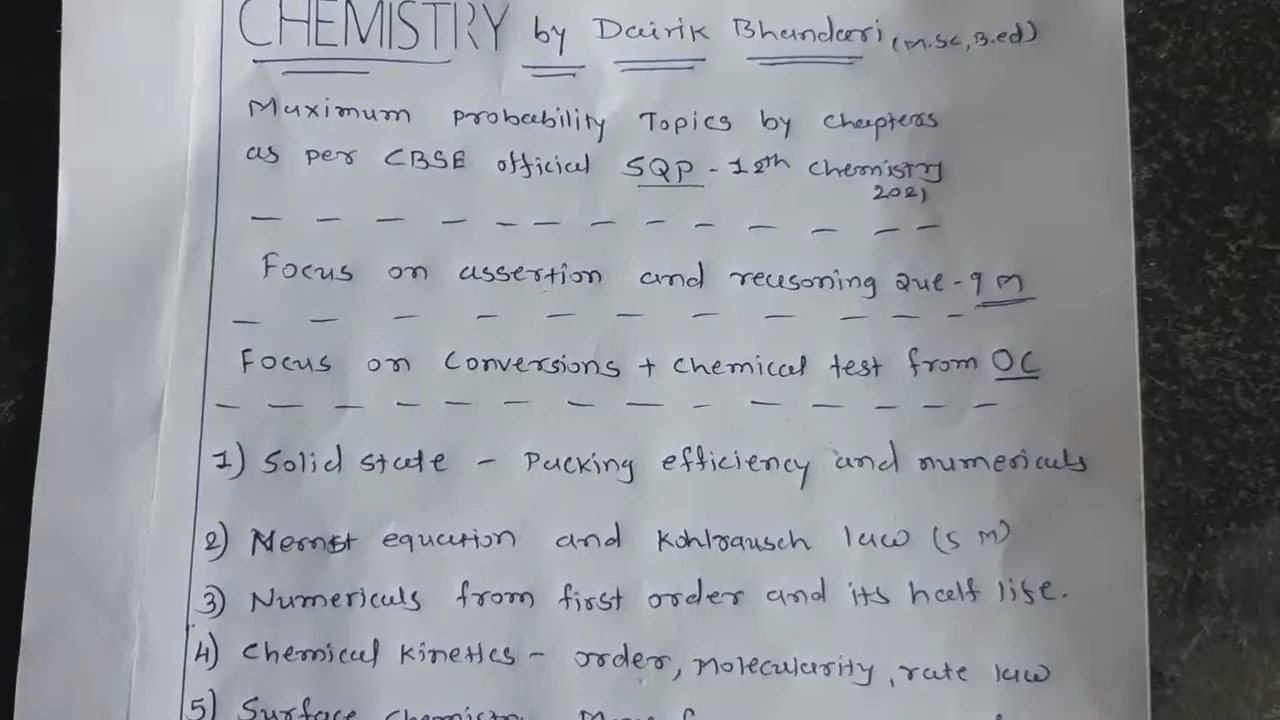 CHEMISTRY by Dairik Bhandari (M.Sc, B.ed)
Maximum probability Topics by chapters
as per CBSE official SQP - 12th chemistry
2021
Focus on assertion and reasoning Que - 9 M
Focus on conversions + chemical test from OC
1) Solid state - Packing efficiency and numericals
2) Nernst equation and Kohlrausch law (5 M)
3) Numericals from first order and its half life.
4) Chemical kinetics - order, Molecularity, rate law
5) Surface